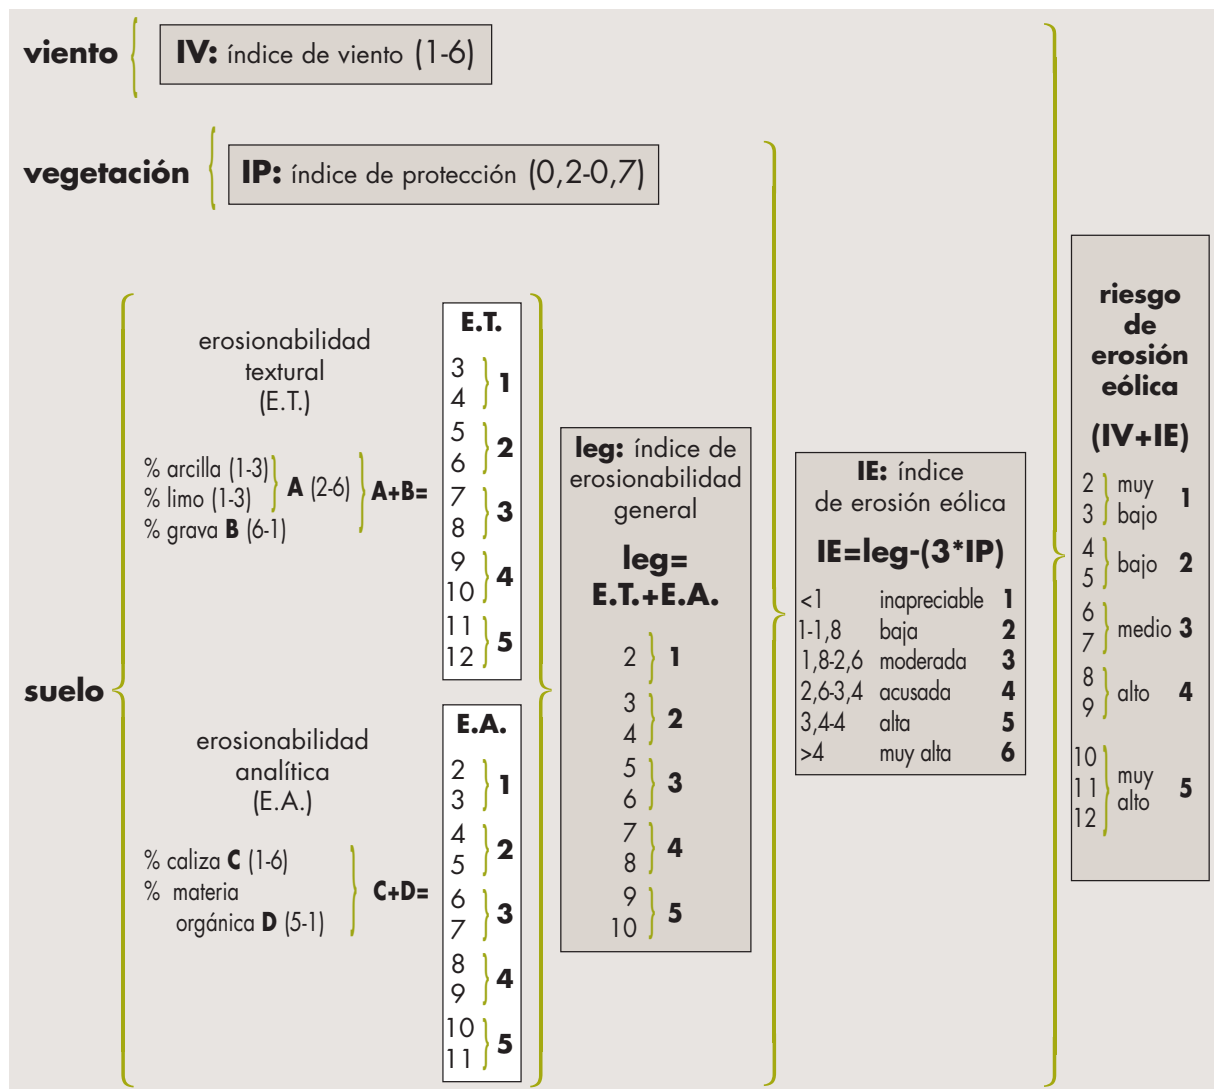 viento
IV: índice de viento (1-6)
vegetación
IP: índice de protección (0,2-0,7)
suelo
erosionabilidad
textural
(E.T.)
% arcilla (1-3)
% limo (1-3)
A (2-6)
% grava B (6-1)
A+B=
E.T.
3
4
1
5
6
2
7
8
3
9
10
4
11
12
5
erosionabilidad
analítica
(E.A.)
% caliza C (1-6)
% materia
orgánica D (5-1)
C+D=
E.A.
2
3
1
4
5
2
6
7
3
8
9
4
10
11
5
leg: índice de
erosionabilidad
general
leg=
E.T.+E.A.
2
1
3
4
2
5
6
3
7
8
4
9
10
5
IE: índice
de erosión eólica
IE=leg-(3*IP)
<1 inapreciable 1
1-1,8 baja 2
1,8-2,6 moderada 3
2,6-3,4 acusada 4
3,4-4 alta 5
>4 muy alta 6
riesgo
de
erosión
eólica
(IV+IE)
2
3
muy
bajo
1
4
5
bajo 2
6
7
medio 3
8
9
alto 4
10
11
12
muy
alto
5